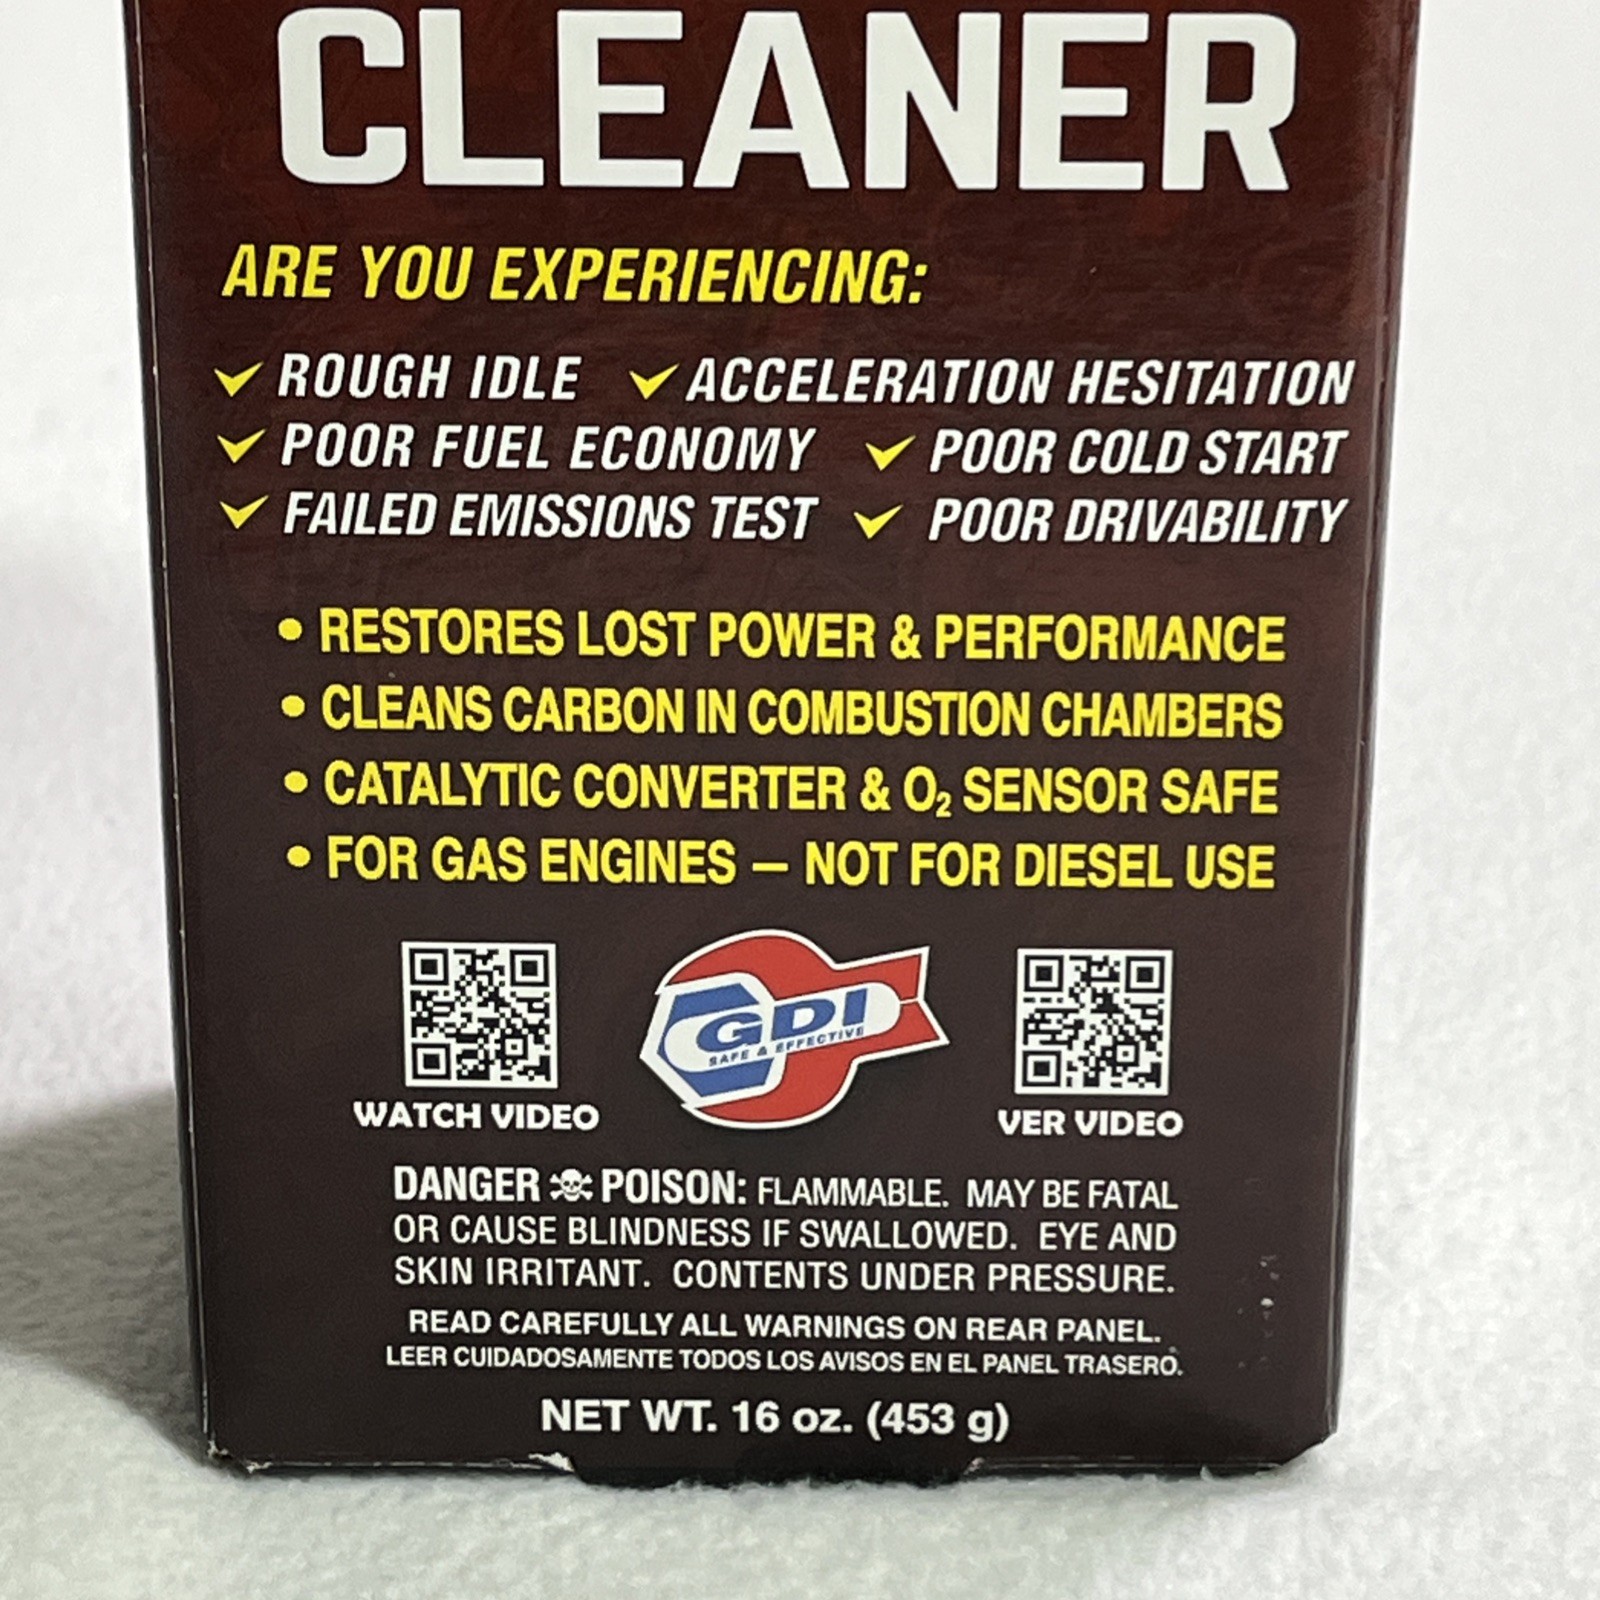 CLEANER
ARE YOU EXPERIENCING:
ROUGH IDLE ACCELERATION HESITATION
POOR FUEL ECONOMY POOR COLD START
FAILED EMISSIONS TEST POOR DRIVABILITY
• RESTORES LOST POWER & PERFORMANCE
• CLEANS CARBON IN COMBUSTION CHAMBERS
• CATALYTIC CONVERTER & O₂ SENSOR SAFE
• FOR GAS ENGINES – NOT FOR DIESEL USE
GDI
SAFE & EFFECTIVE
WATCH VIDEO VER VIDEO
DANGER ☠ POISON: FLAMMABLE. MAY BE FATAL
OR CAUSE BLINDNESS IF SWALLOWED. EYE AND
SKIN IRRITANT. CONTENTS UNDER PRESSURE.
READ CAREFULLY ALL WARNINGS ON REAR PANEL.
LEER CUIDADOSAMENTE TODOS LOS AVISOS EN EL PANEL TRASERO.
NET WT. 16 oz. (453 g)